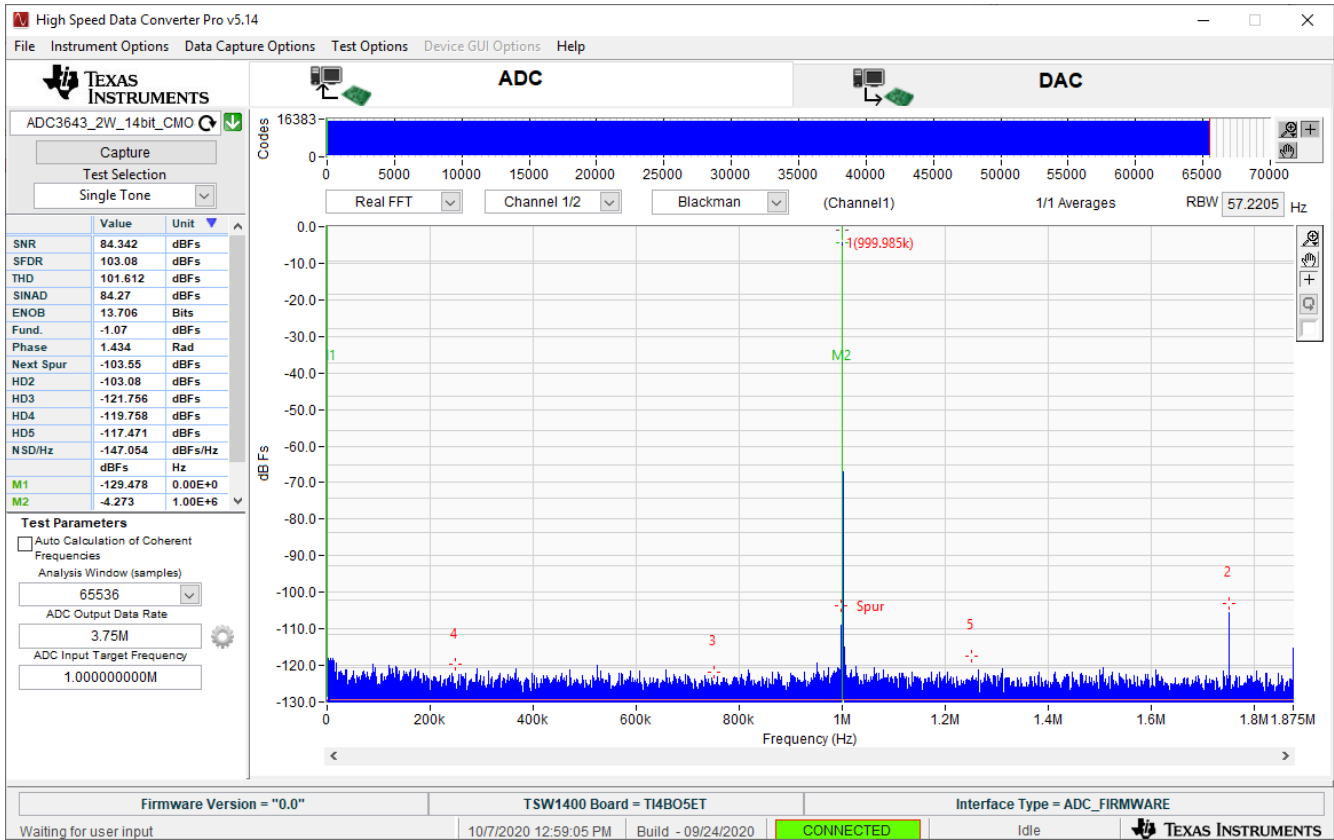 High Speed Data Converter Pro v5.14
File Instrument Options Data Capture Options Test Options Device GUI Options Help
TEXAS INSTRUMENTS
ADC
DAC
ADC3643_2W_14bit_CMO
Capture
Test Selection
Single Tone
Value Unit
SNR 84.342 dBFs
SFDR 103.08 dBFs
THD 101.612 dBFs
SINAD 84.27 dBFs
ENOB 13.706 Bits
Fund. -1.07 dBFs
Phase 1.434 Rad
Next Spur -103.55 dBFs
HD2 -103.08 dBFs
HD3 -121.756 dBFs
HD4 -119.758 dBFs
HD5 -117.471 dBFs
NSD/Hz -147.054 dBFs/Hz
dBFs Hz
M1 -129.478 0.00E+0
M2 -4.273 1.00E+6
Test Parameters
Auto Calculation of Coherent
Frequencies
Analysis Window (samples)
65536
ADC Output Data Rate
3.75M
ADC Input Target Frequency
1.000000000M
Codes
16383
0
0 5000 10000 15000 20000 25000 30000 35000 40000 45000 50000 55000 60000 65000 70000
Real FFT Channel 1/2 Blackman (Channel1) 1/1 Averages RBW 57.2205 Hz
dB Fs
0.0
-10.0
-20.0
-30.0
-40.0
-50.0
-60.0
-70.0
-80.0
-90.0
-100.0
-110.0
-120.0
-130.0
1(999.985k)
1
M2
2
Spur
5
4
3
0 200k 400k 600k 800k 1M 1.2M 1.4M 1.6M 1.8M 1.875M
Frequency (Hz)
Firmware Version = "0.0" TSW1400 Board = TI4BO5ET Interface Type = ADC_FIRMWARE
Waiting for user input 10/7/2020 12:59:05 PM Build - 09/24/2020 CONNECTED Idle TEXAS INSTRUMENTS